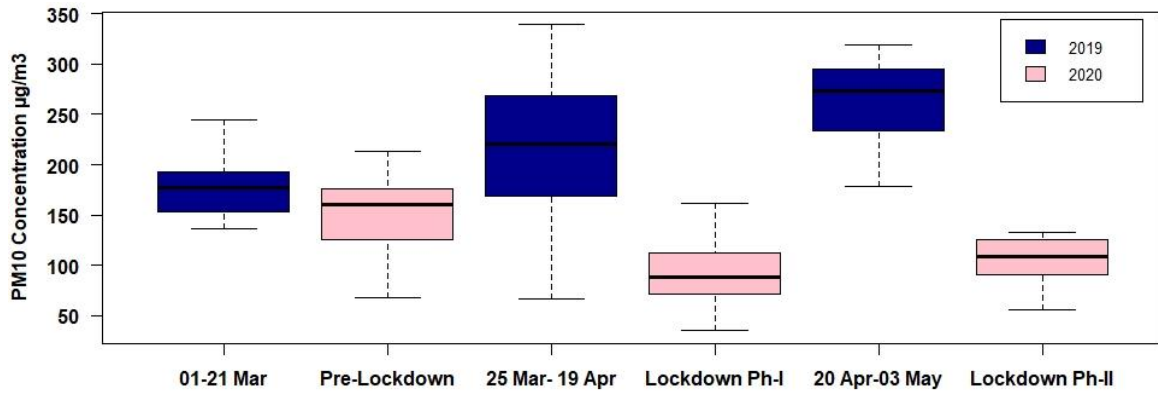 350
300
250
200
150
100
50
PM10 Concentration µg/m3
2019
2020
01-21 Mar
Pre-Lockdown
25 Mar- 19 Apr
Lockdown Ph-I
20 Apr-03 May
Lockdown Ph-II